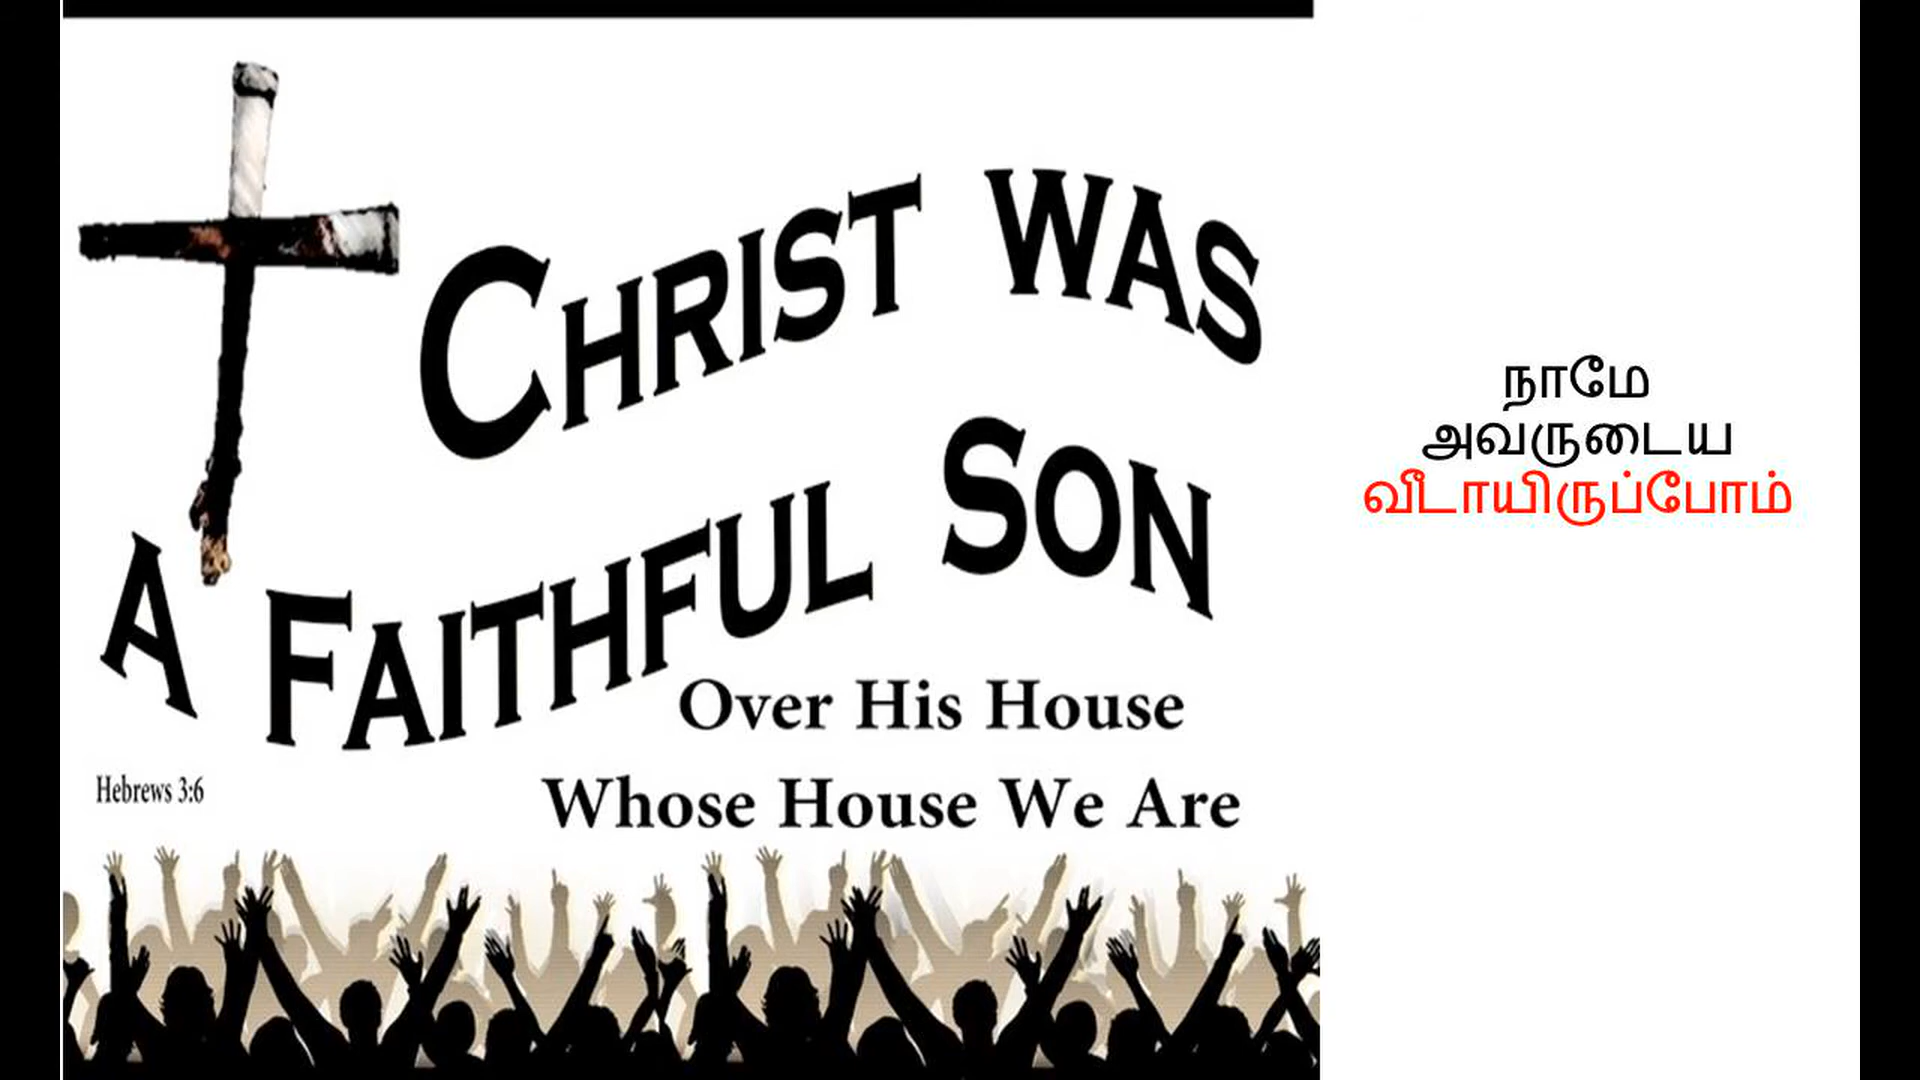 CHRIST WAS
A FAITHFUL SON
Over His House
Whose House We Are
Hebrews 3:6
நாமே
அவருடைய
வீடாயிருப்போம்